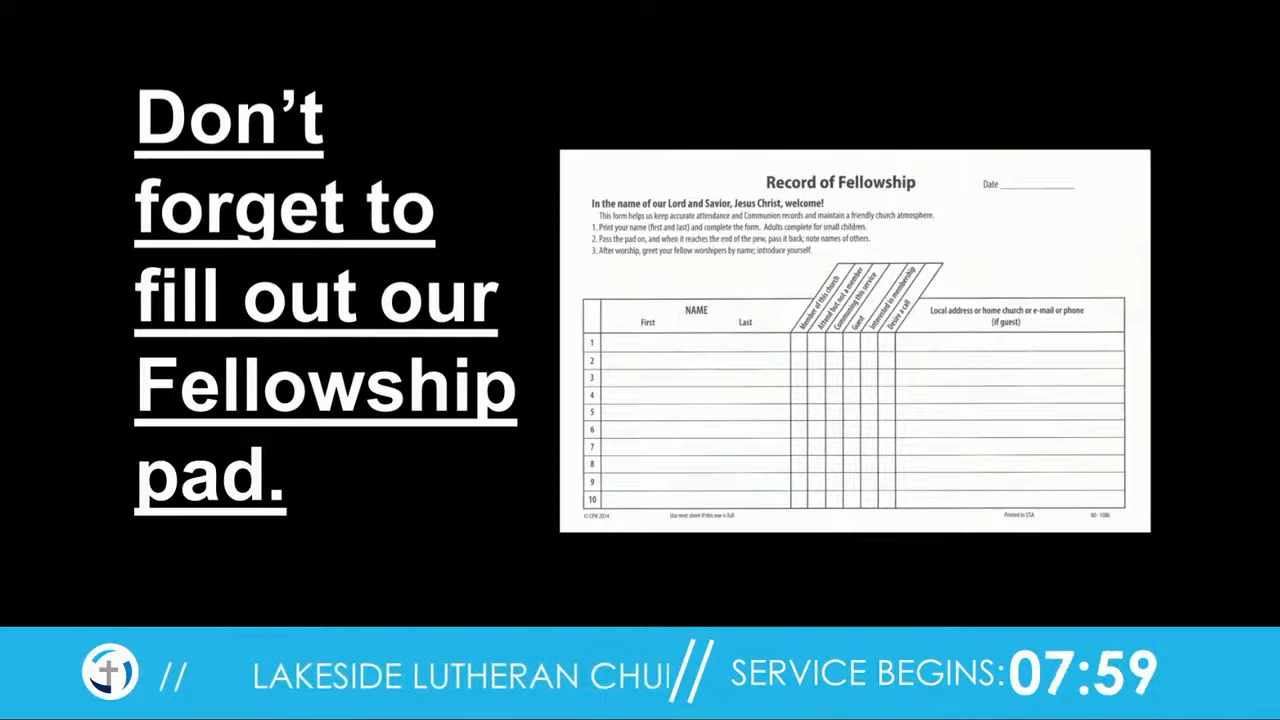 Don’t
forget to
fill out our
Fellowship
pad.
Record of Fellowship
Date
In the name of our Lord and Savior, Jesus Christ, welcome!
This form helps us keep accurate attendance and Communion records and maintain a friendly church atmosphere.
1. Print your name (first and last) and complete the form. Adults complete for small children.
2. Pass the pad on, and when it reaches the end of the pew, pass it back; note names of others.
3. After worship, greet your fellow worshipers by name; introduce yourself.
NAME
First Last
Member of this church
Attend but not a member
Communing this service
Guest
Interested in membership
Desire a call
Local address or home church or e-mail or phone
(if guest)
1
2
3
4
5
6
7
8
9
10
© CPH 2014 Use next sheet if this one is full Printed in USA 80-1086
// LAKESIDE LUTHERAN CHU // SERVICE BEGINS: 07:59